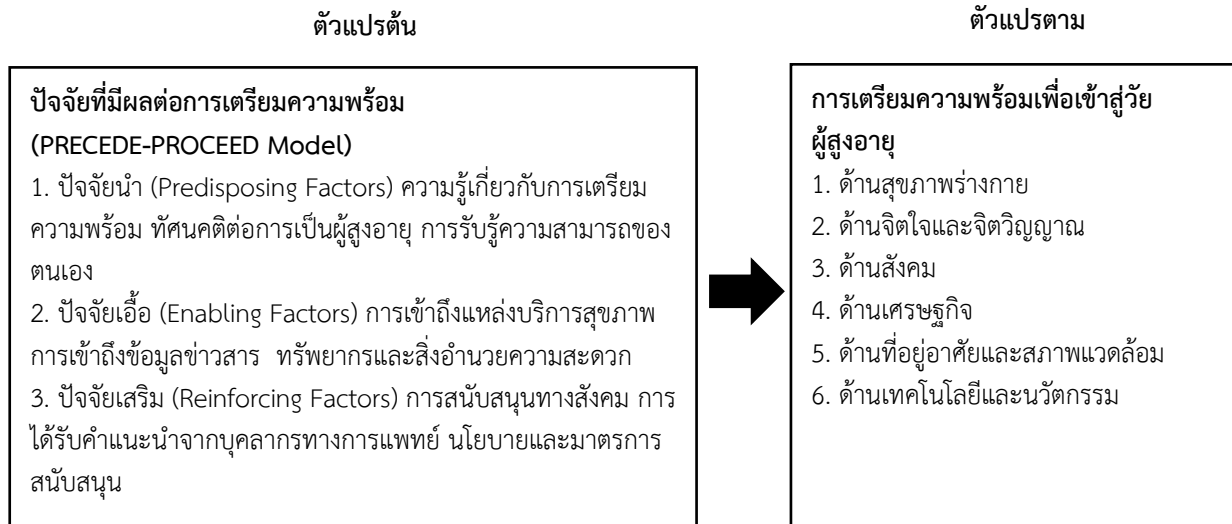 ตัวแปรต้น
ปัจจัยที่มีผลต่อการเตรียมความพร้อม
(PRECEDE-PROCEED Model)
1. ปัจจัยนำ (Predisposing Factors) ความรู้เกี่ยวกับการเตรียม
ความพร้อม ทัศนคติต่อการเป็นผู้สูงอายุ การรับรู้ความสามารถของ
ตนเอง
2. ปัจจัยเอื้อ (Enabling Factors) การเข้าถึงแหล่งบริการสุขภาพ
การเข้าถึงข้อมูลข่าวสาร ทรัพยากรและสิ่งอำนวยความสะดวก
3. ปัจจัยเสริม (Reinforcing Factors) การสนับสนุนทางสังคม การ
ได้รับคำแนะนำจากบุคลากรทางการแพทย์ นโยบายและมาตรการ
สนับสนุน
ตัวแปรตาม
การเตรียมความพร้อมเพื่อเข้าสู่วัย
ผู้สูงอายุ
1. ด้านสุขภาพร่างกาย
2. ด้านจิตใจและจิตวิญญาณ
3. ด้านสังคม
4. ด้านเศรษฐกิจ
5. ด้านที่อยู่อาศัยและสภาพแวดล้อม
6. ด้านเทคโนโลยีและนวัตกรรม